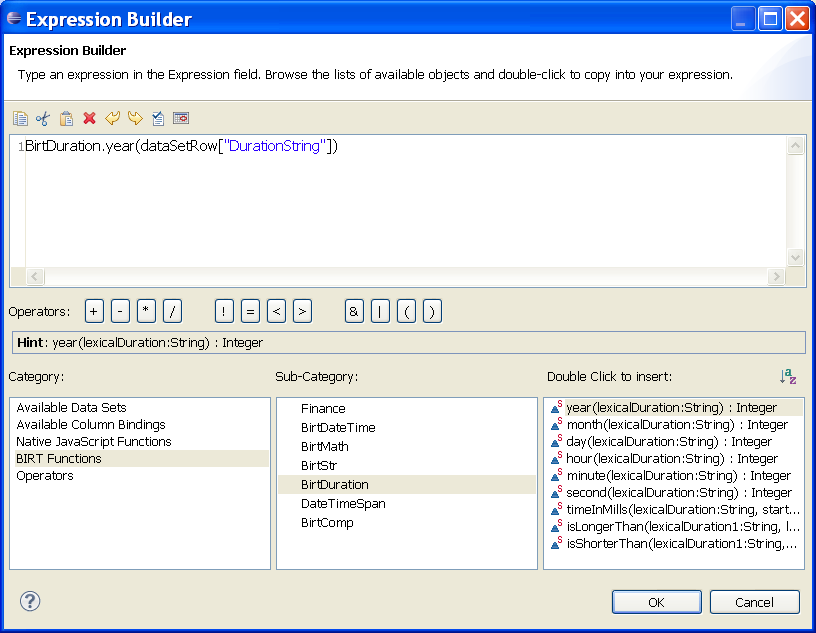 Expression Builder
Expression Builder
Type an expression in the Expression field. Browse the lists of available objects and double-click to copy into your expression.
1BirtDuration.year(dataSetRow["DurationString"])
Operators: + - * / ! = < > & | ( )
Hint: year(lexicalDuration:String) : Integer
Category:
Available Data Sets
Available Column Bindings
Native JavaScript Functions
BIRT Functions
Operators
Sub-Category:
Finance
BirtDateTime
BirtMath
BirtStr
BirtDuration
DateTimeSpan
BirtComp
Double Click to insert:
year(lexicalDuration:String) : Integer
month(lexicalDuration:String) : Integer
day(lexicalDuration:String) : Integer
hour(lexicalDuration:String) : Integer
minute(lexicalDuration:String) : Integer
second(lexicalDuration:String) : Integer
timeInMills(lexicalDuration:String, start...
isLongerThan(lexicalDuration1:String, l...
isShorterThan(lexicalDuration1:String,...
OK
Cancel